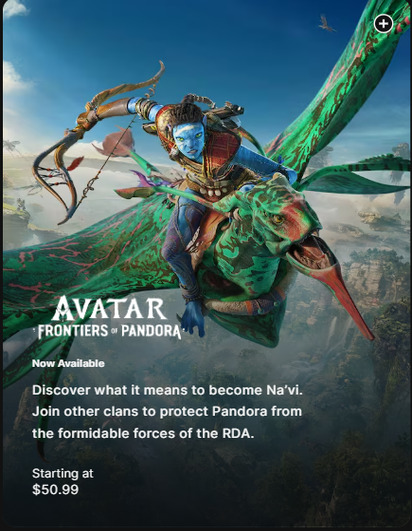 AVATAR
FRONTIERS OF PANDORA
Now Available
Discover what it means to become Na'vi.
Join other clans to protect Pandora from
the formidable forces of the RDA.
Starting at
$50.99